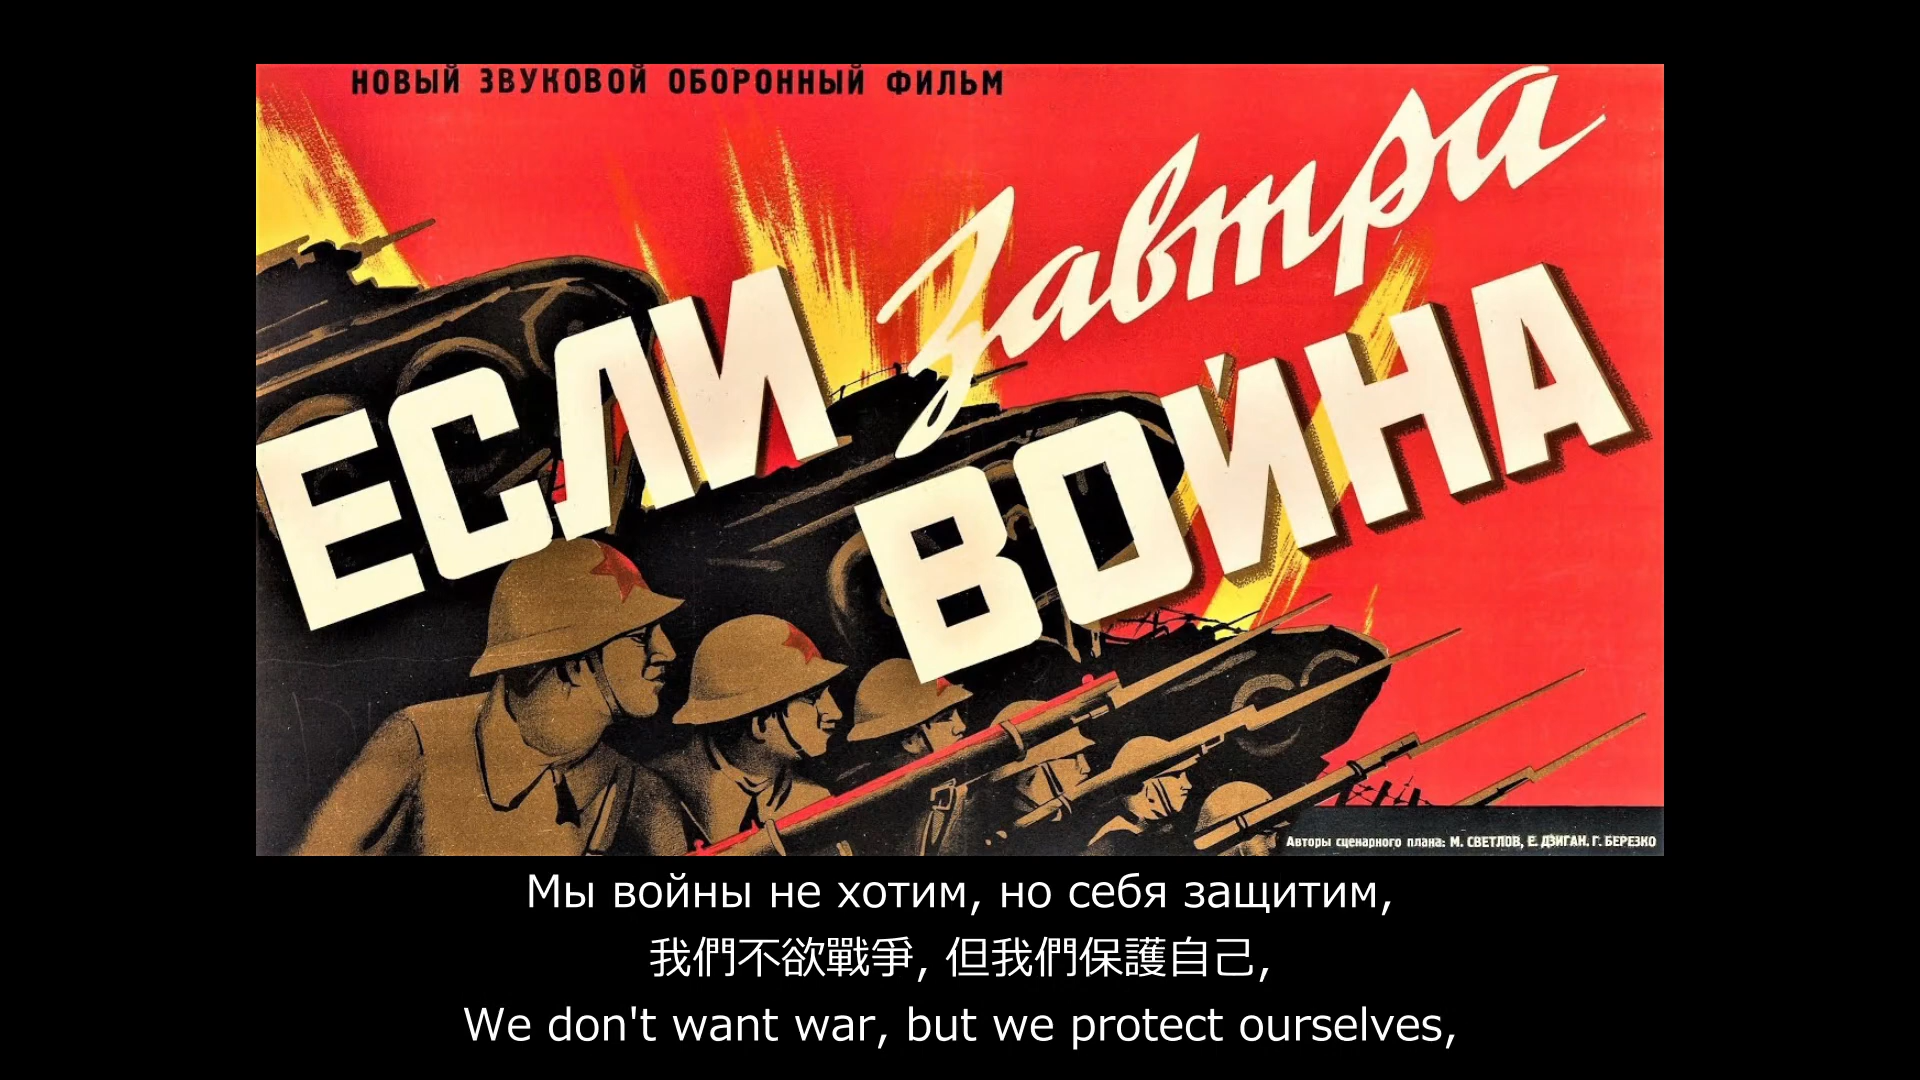 НОВЫЙ ЗВУКОВОЙ ОБОРОННЫЙ ФИЛЬМ
ЕСЛИ завтра
ВОЙНА
Авторы сценарного плана: М. СВЕТЛОВ, Е. ДЗИГАН, Г. БЕРЕЗКО
Мы войны не хотим, но себя защитим,
我們不欲戰爭, 但我們保護自己,
We don't want war, but we protect ourselves,